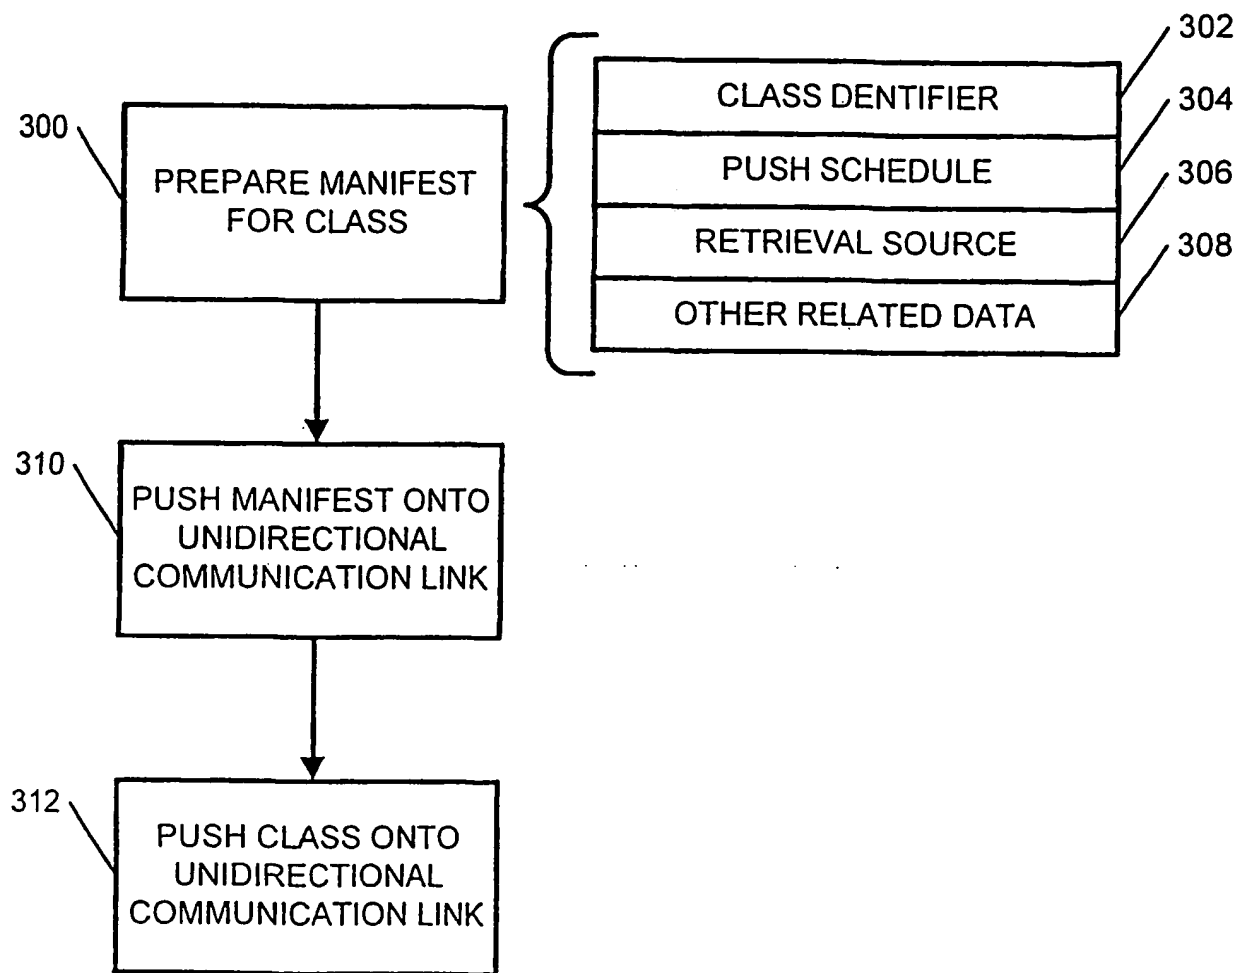 302
CLASS DENTIFIER
304
300
PUSH SCHEDULE
PREPARE MANIFEST
FOR CLASS
306
RETRIEVAL SOURCE
308
OTHER RELATED DATA
310
PUSH MANIFEST ONTO
UNIDIRECTIONAL
COMMUNICATION LINK
312
PUSH CLASS ONTO
UNIDIRECTIONAL
COMMUNICATION LINK